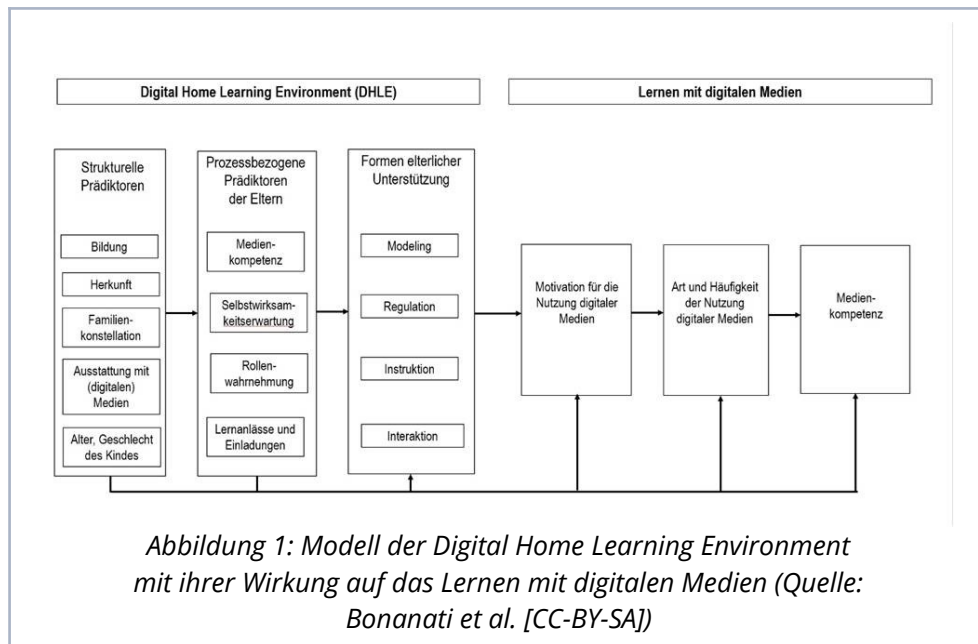 Digital Home Learning Environment (DHLE)
Lernen mit digitalen Medien
Strukturelle
Prädiktoren
Bildung
Herkunft
Familien-
konstellation
Ausstattung mit
(digitalen)
Medien
Alter, Geschlecht
des Kindes
Prozessbezogene
Prädiktoren
der Eltern
Medien-
kompetenz
Selbstwirksam-
keitserwartung
Rollen-
wahrnehmung
Lernanlässe und
Einladungen
Formen elterlicher
Unterstützung
Modeling
Regulation
Instruktion
Interaktion
Motivation für die
Nutzung digitaler
Medien
Art und Häufigkeit
der Nutzung
digitaler Medien
Medien-
kompetenz
Abbildung 1: Modell der Digital Home Learning Environment
mit ihrer Wirkung auf das Lernen mit digitalen Medien (Quelle:
Bonanati et al. [CC-BY-SA])